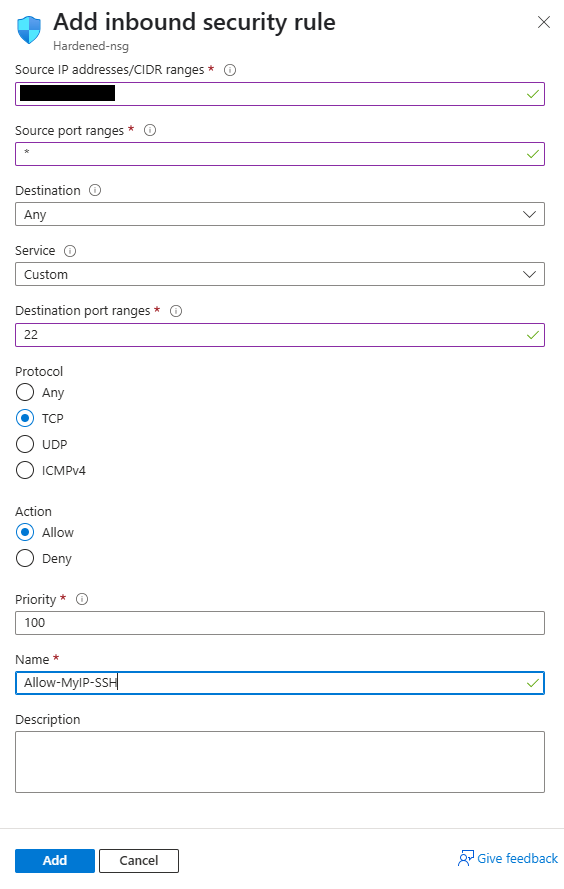 Add inbound security rule
Hardened-nsg
Source IP addresses/CIDR ranges *
Source port ranges *
*
Destination
Any
Service
Custom
Destination port ranges *
22
Protocol
Any
TCP
UDP
ICMPv4
Action
Allow
Deny
Priority *
100
Name *
Allow-MyIP-SSH
Description
Add
Cancel
Give feedback